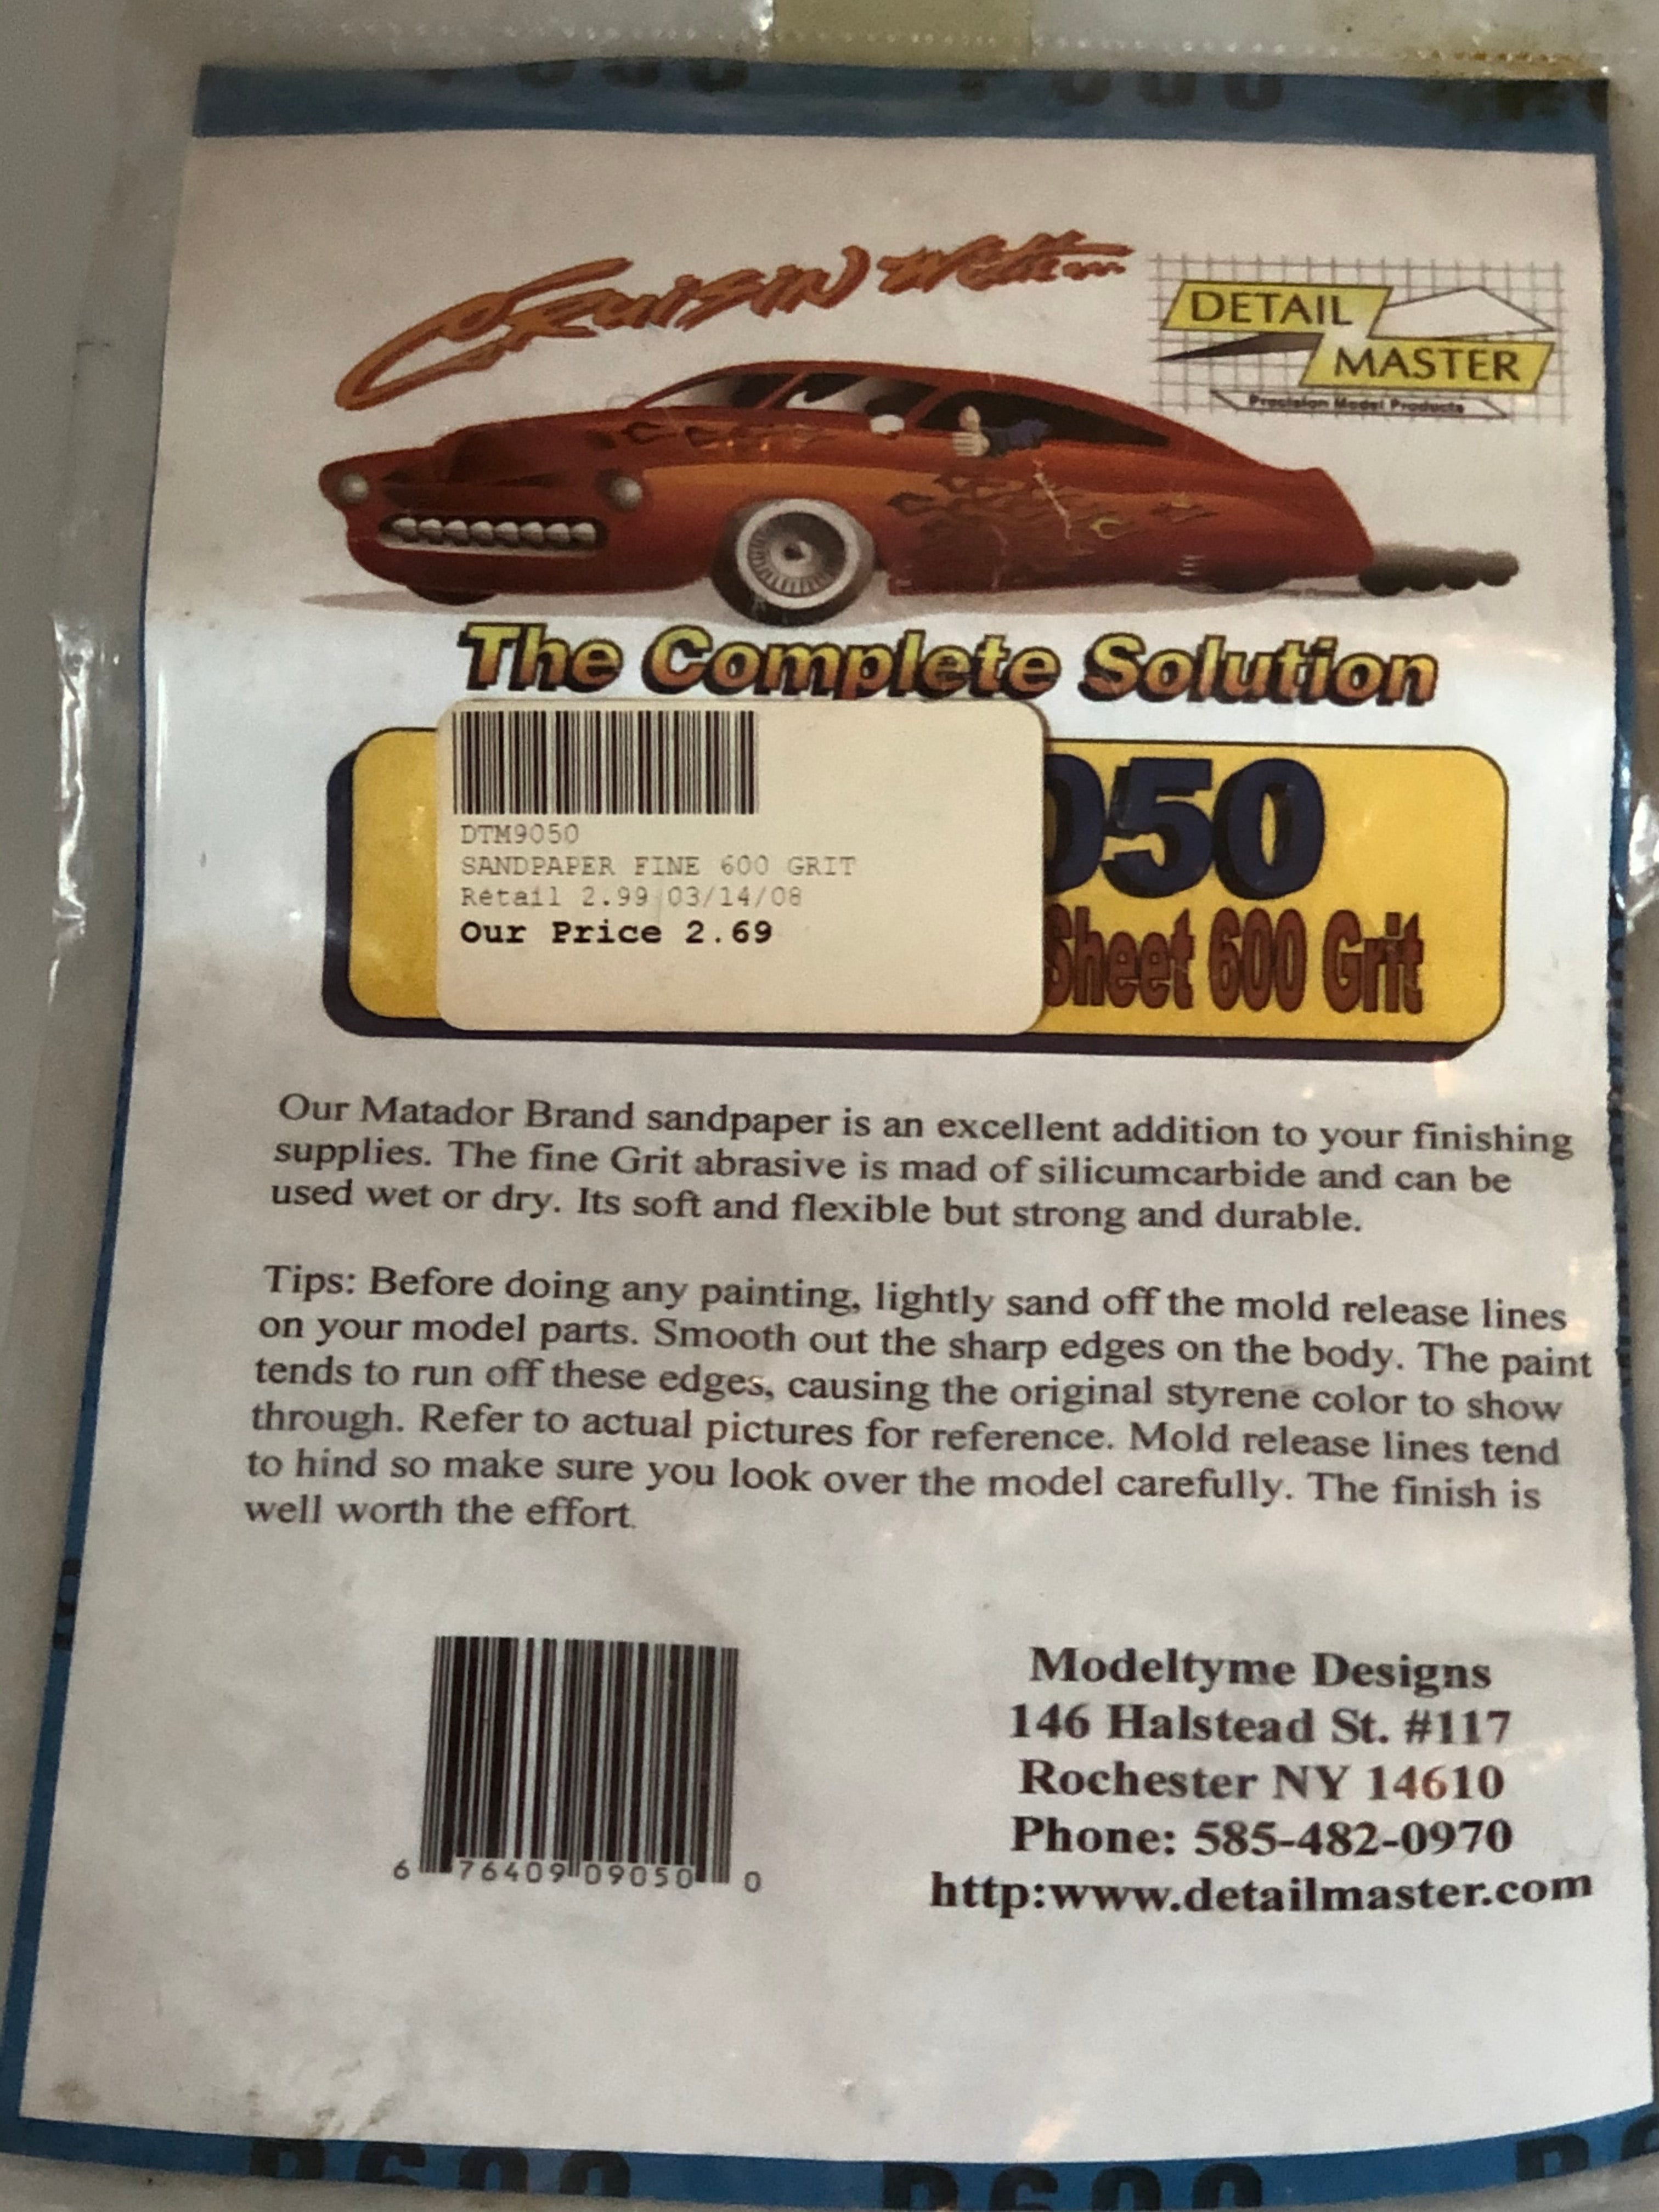 P600 P600
Cruisin With
DETAIL
MASTER
Precision Model Products
The Complete Solution
DTM9050
SANDPAPER FINE 600 GRIT
Retail 2.99 03/14/08
Our Price 2.69
050
Sheet 600 Grit
Our Matador Brand sandpaper is an excellent addition to your finishing
supplies. The fine Grit abrasive is mad of silicumcarbide and can be
used wet or dry. Its soft and flexible but strong and durable.
Tips: Before doing any painting, lightly sand off the mold release lines
on your model parts. Smooth out the sharp edges on the body. The paint
tends to run off these edges, causing the original styrene color to show
through. Refer to actual pictures for reference. Mold release lines tend
to hind so make sure you look over the model carefully. The finish is
well worth the effort.
6 76409 09050 0
Modeltyme Designs
146 Halstead St. #117
Rochester NY 14610
Phone: 585-482-0970
http:www.detailmaster.com
P600 P600